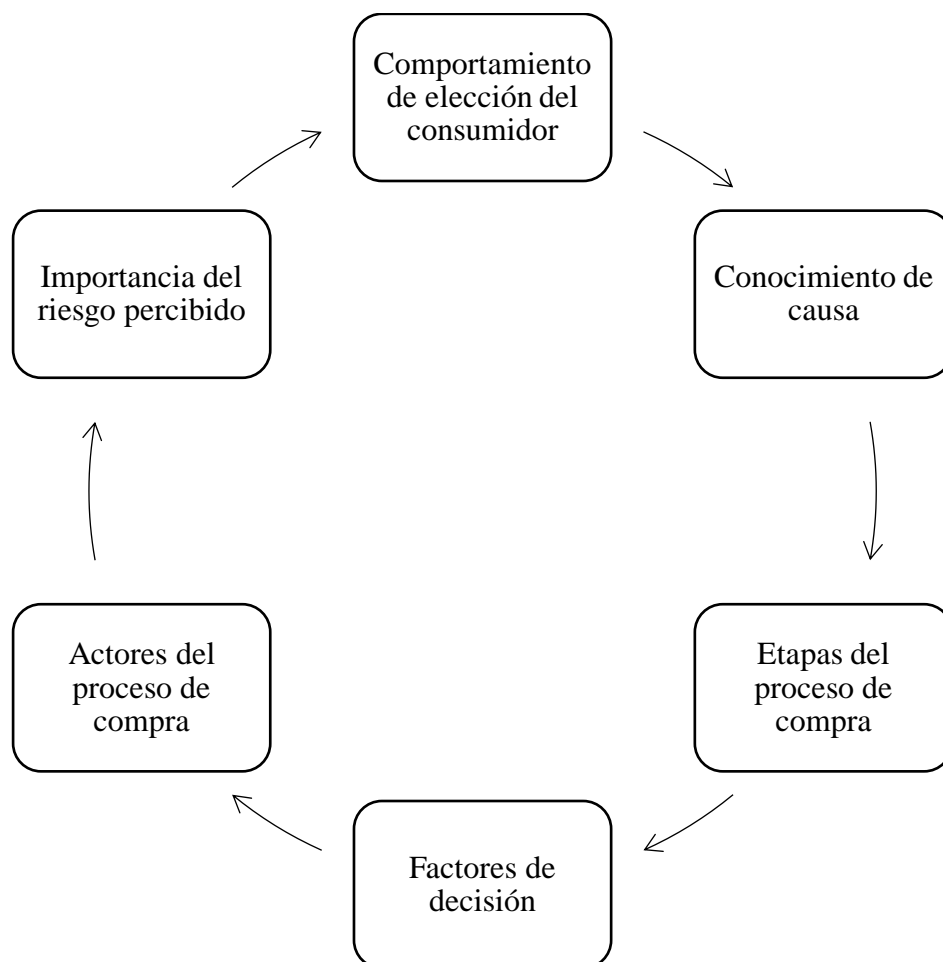 Comportamiento
de elección del
consumidor
Conocimiento de
causa
Etapas del
proceso de
compra
Factores de
decisión
Actores del
proceso de
compra
Importancia del
riesgo percibido